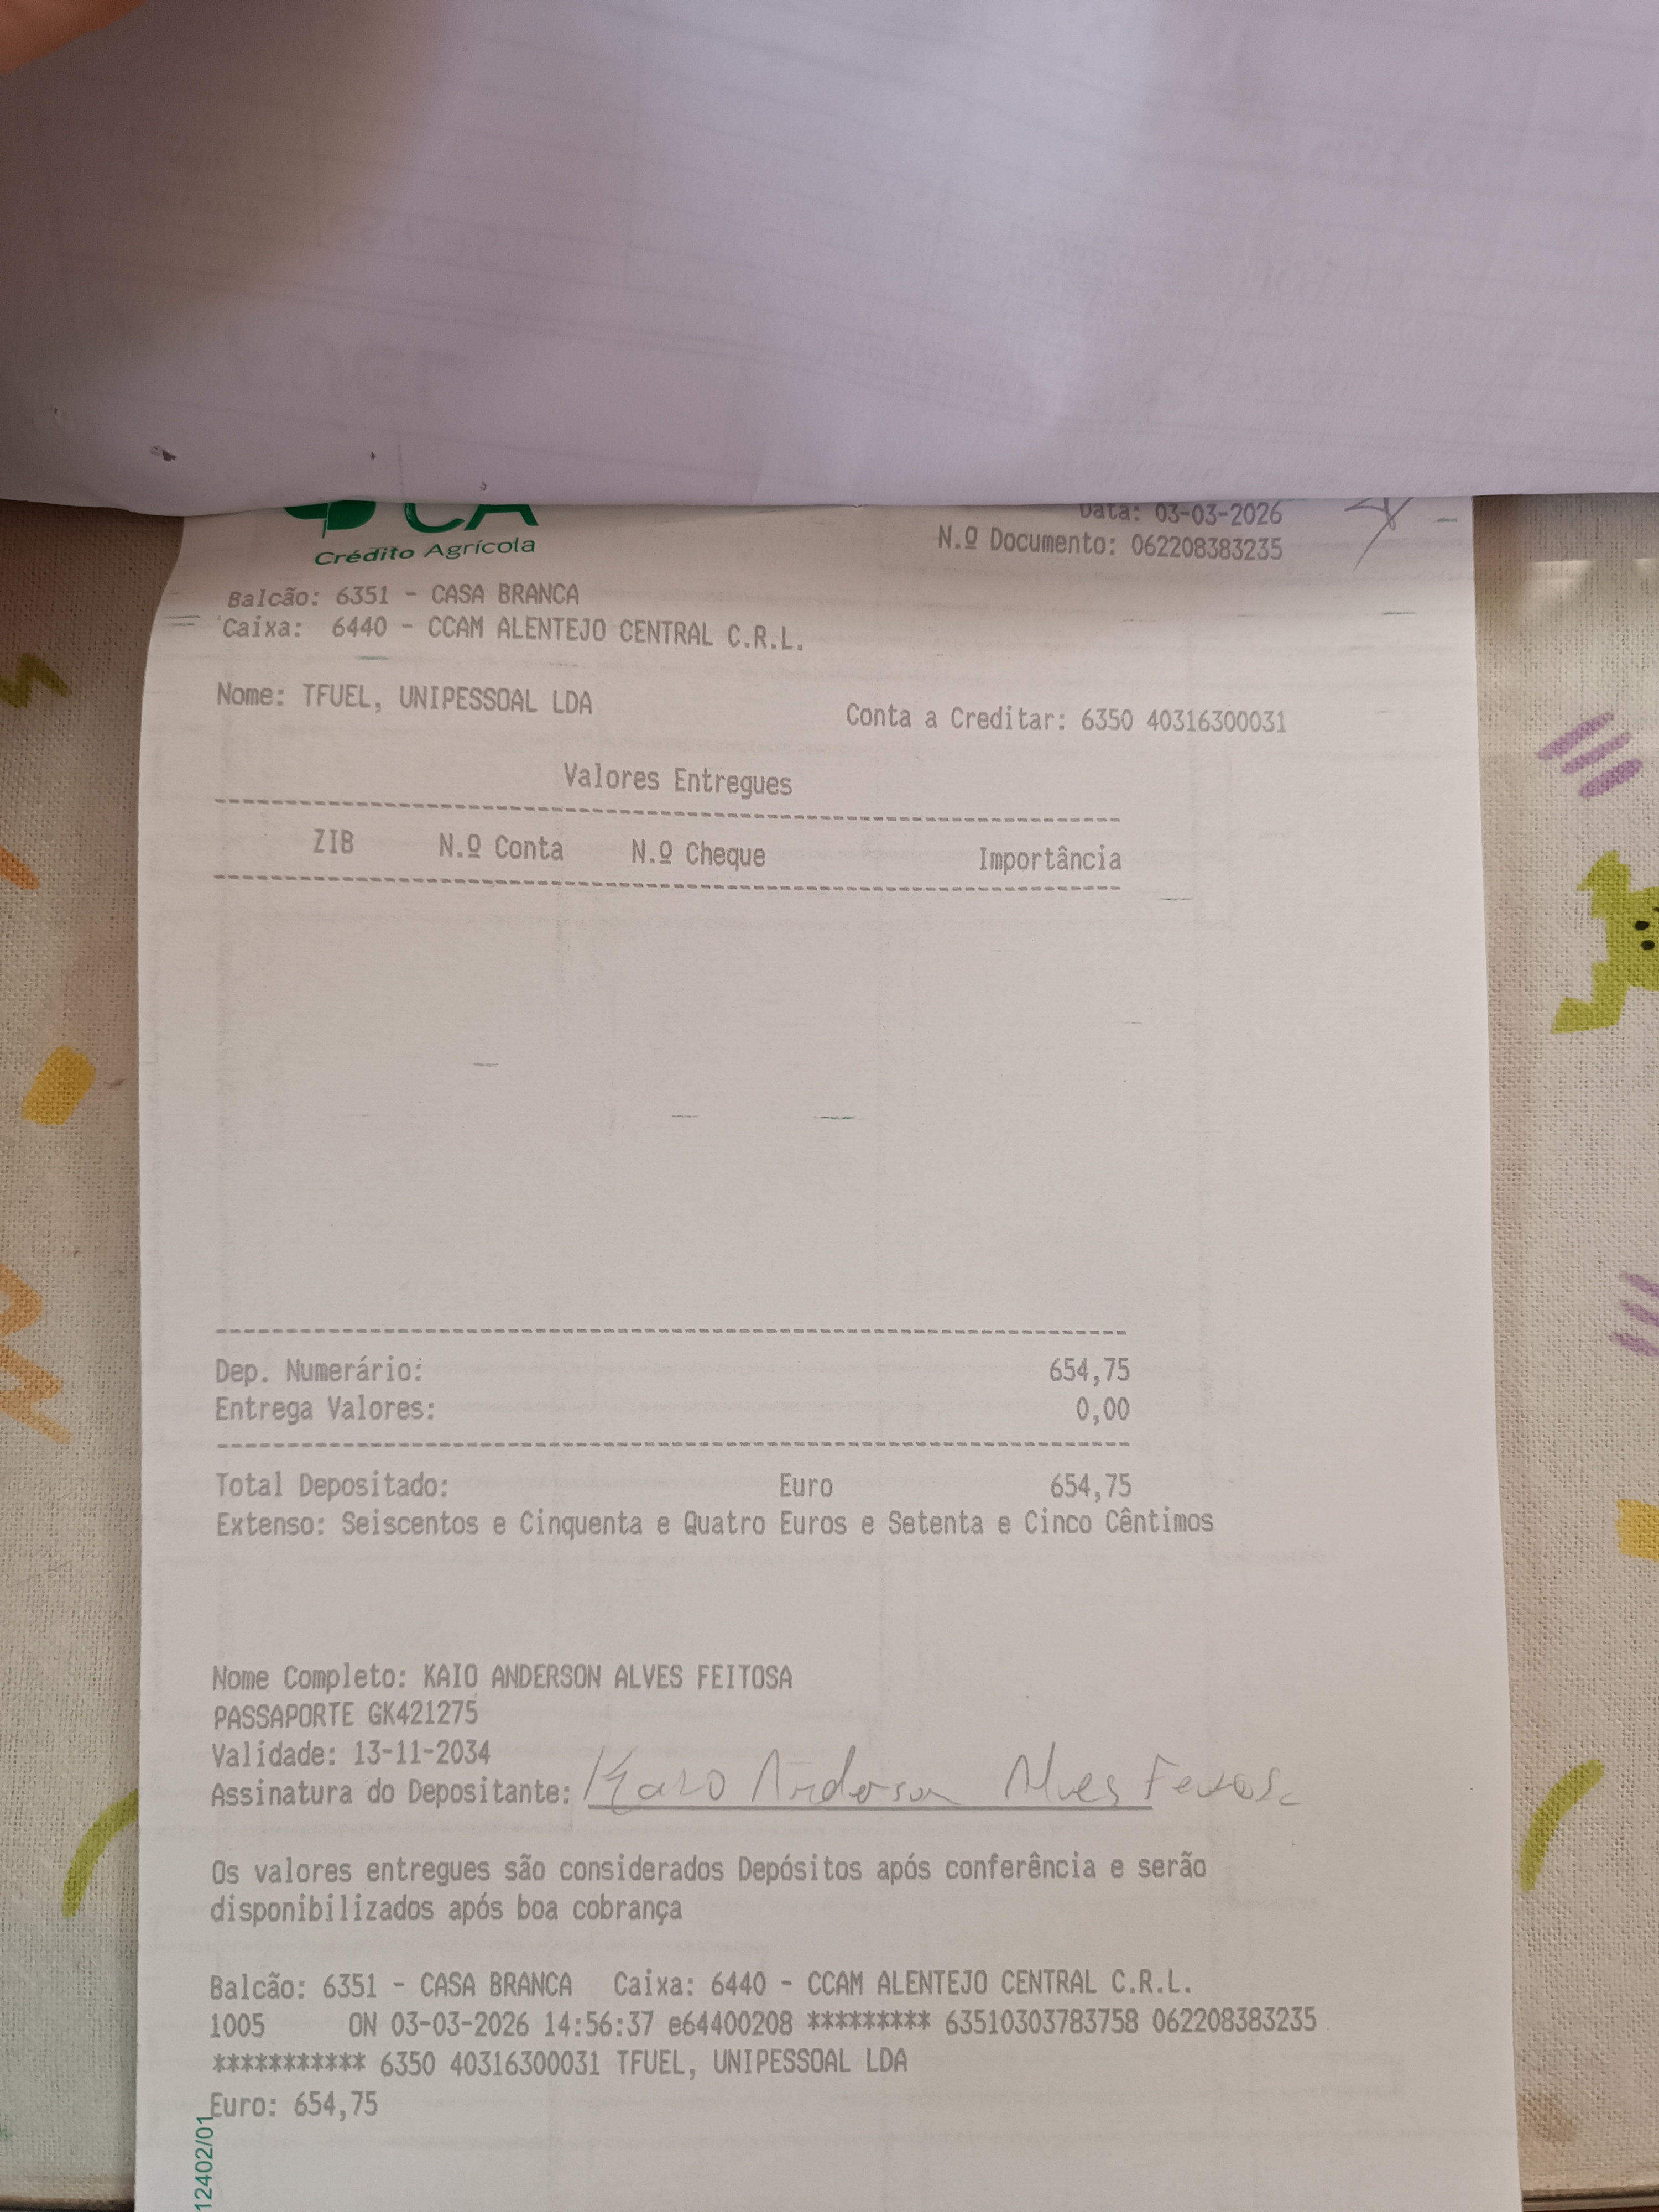 CA
Crédito Agrícola
Data: 03-03-2026
N.º Documento: 062208383235
Balcão: 6351 - CASA BRANCA
Caixa: 6440 - CCAM ALENTEJO CENTRAL C.R.L.
Nome: TFUEL, UNIPESSOAL LDA
Conta a Creditar: 6350 40316300031
Valores Entregues
ZIB N.º Conta N.º Cheque Importância
Dep. Numerário: 654,75
Entrega Valores: 0,00
Total Depositado: Euro 654,75
Extenso: Seiscentos e Cinquenta e Quatro Euros e Setenta e Cinco Cêntimos
Nome Completo: KAIO ANDERSON ALVES FEITOSA
PASSAPORTE GK421275
Validade: 13-11-2034
Assinatura do Depositante: Kaio Anderson Alves Feitosa
Os valores entregues são considerados Depósitos após conferência e serão
disponibilizados após boa cobrança
Balcão: 6351 - CASA BRANCA Caixa: 6440 - CCAM ALENTEJO CENTRAL C.R.L.
1005 ON 03-03-2026 14:56:37 e64400208 ********* 63510303783758 062208383235
*********** 6350 40316300031 TFUEL, UNIPESSOAL LDA
Euro: 654,75
12402/01